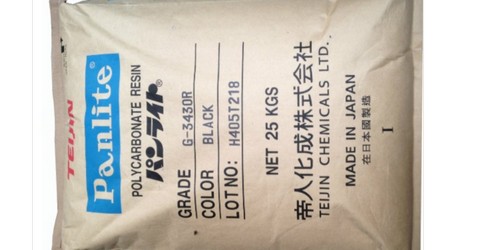 TEIJIN
Panlite
POLYCARBONATE RESIN
パンライト®
GRADE G-3430R
COLOR BLACK
LOT NO: H405T218
NET 25 KGS
帝人化成株式会社
TEIJIN CHEMICALS LTD.
MADE IN JAPAN
在日本國製造
I